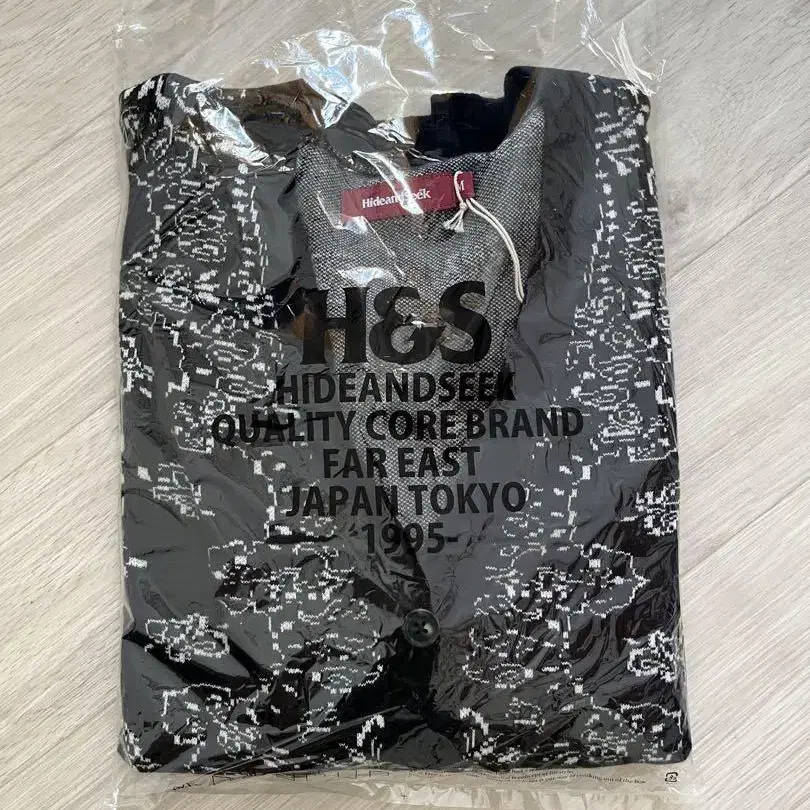 HideandSeek
M
H&S
HIDEANDSEEK
QUALITY CORE BRAND
FAR EAST
JAPAN TOKYO
1995-